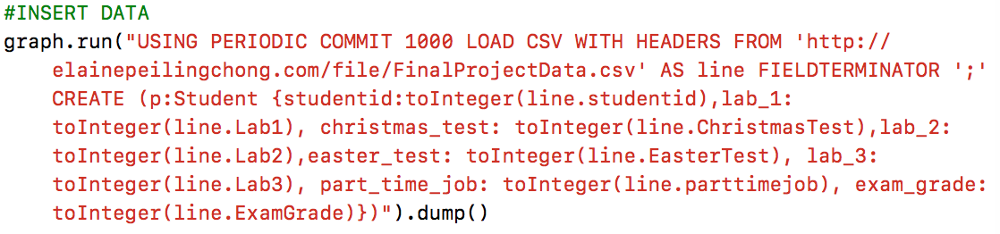 #INSERT DATA
graph.run("USING PERIODIC COMMIT 1000 LOAD CSV WITH HEADERS FROM 'http://
elainepeilingchong.com/file/FinalProjectData.csv' AS line FIELDTERMINATOR ';'
CREATE (p:Student {studentid:toInteger(line.studentid),lab_1:
toInteger(line.Lab1), christmas_test: toInteger(line.ChristmasTest),lab_2:
toInteger(line.Lab2),easter_test: toInteger(line.EasterTest), lab_3:
toInteger(line.Lab3), part_time_job: toInteger(line.parttimejob), exam_grade:
toInteger(line.ExamGrade)})").dump()